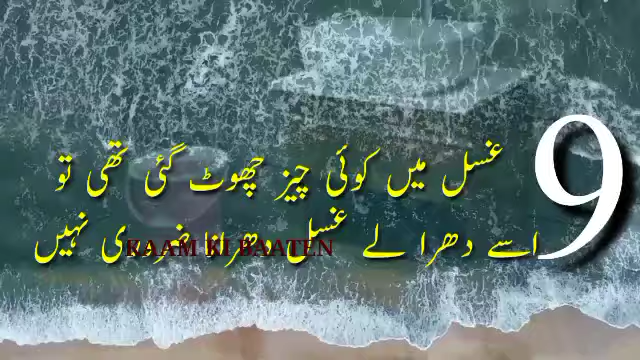 9
غسل میں کوئی چیز چھوٹ گئی تھی تو
اسے دھرا لے غسل دھرانا ضروری نہیں
KAAM KI BAATEN